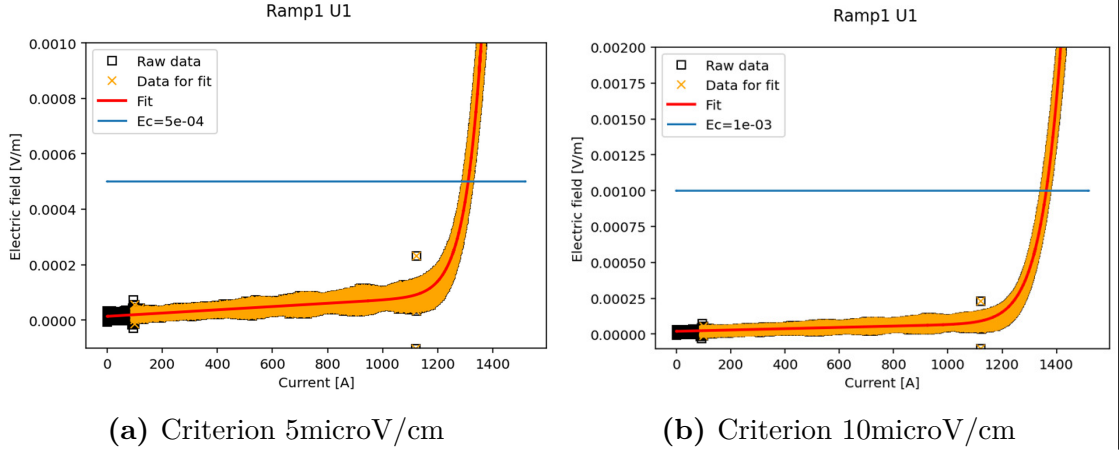 Ramp1 U1
0.0010
0.0008
0.0006
0.0004
0.0002
0.0000
Electric field [V/m]
Raw data
Data for fit
Fit
Ec=5e-04
0 200 400 600 800 1000 1200 1400
Current [A]
(a) Criterion 5microV/cm
Ramp1 U1
0.00200
0.00175
0.00150
0.00125
0.00100
0.00075
0.00050
0.00025
0.00000
Electric field [V/m]
Raw data
Data for fit
Fit
Ec=1e-03
0 200 400 600 800 1000 1200 1400
Current [A]
(b) Criterion 10microV/cm